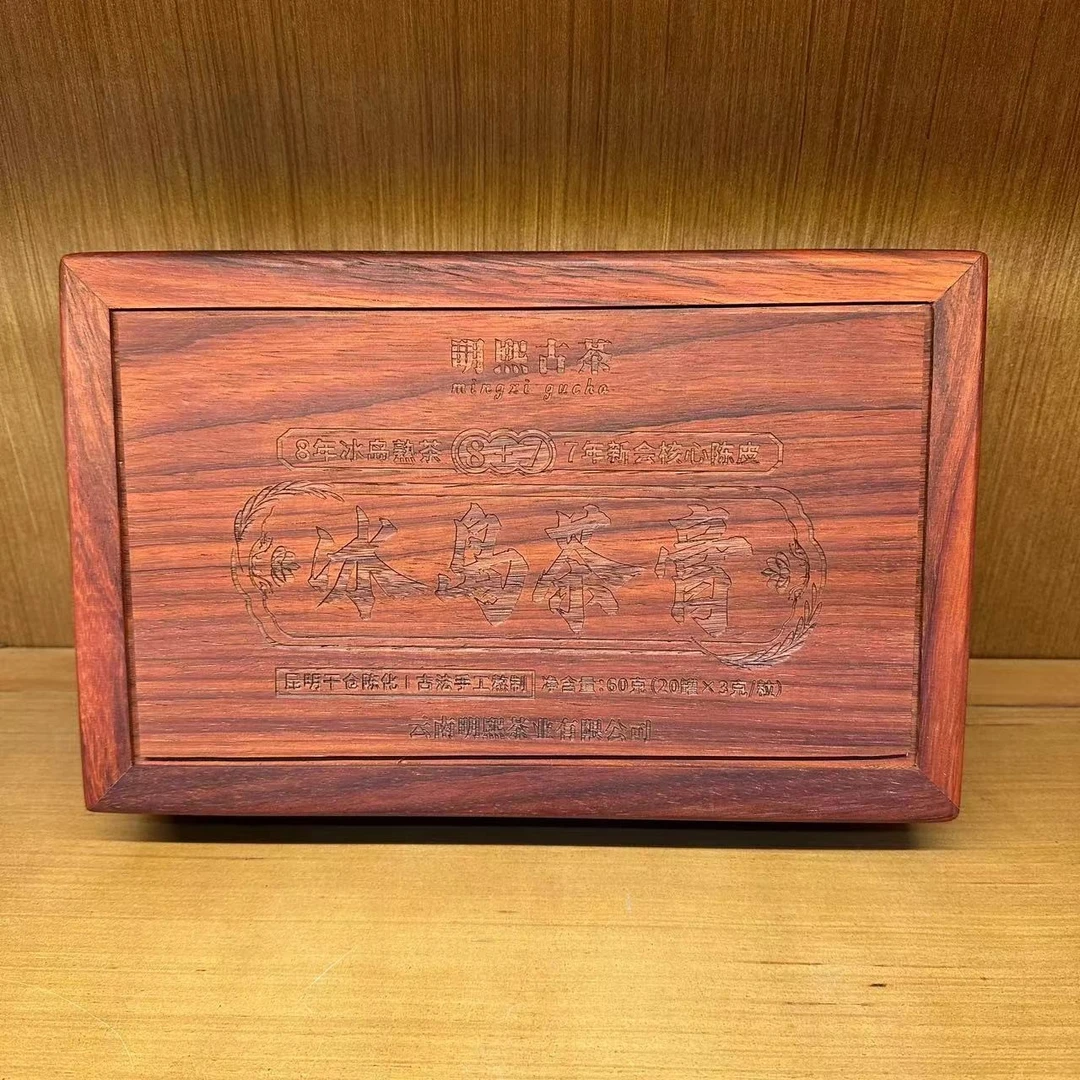 明熙古茶
mingxi gucha
8年冰岛熟茶 8+7 7年新会核心陈皮
冰岛茶膏
昆明干仓陈化 | 古法手工熬制 净含量:60克(20罐×3克/粒)
云南明熙茶业有限公司